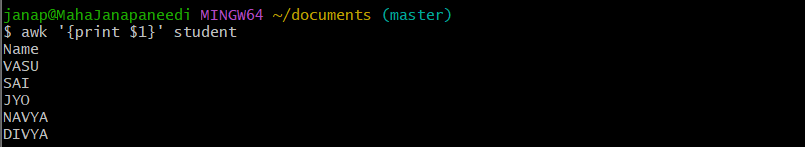 janap@MahaJanapaneedi MINGW64 ~/documents (master)
$ awk '{print $1}' student
Name
VASU
SAI
JYO
NAVYA
DIVYA